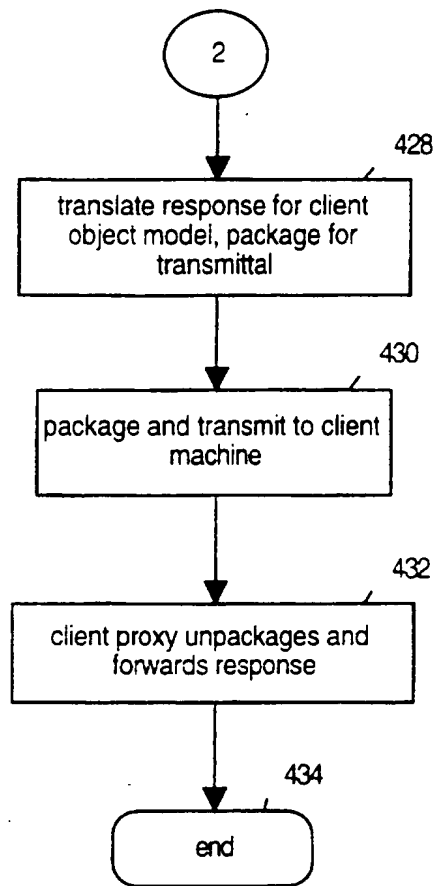 2
428
translate response for client
object model, package for
transmittal
430
package and transmit to client
machine
432
client proxy unpackages and
forwards response
434
end